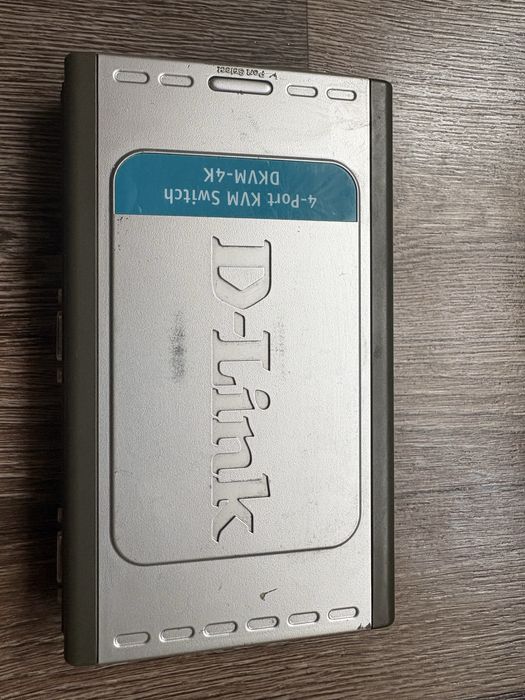 Port Select
4-Port KVM Switch
DKVM-4K
D-Link